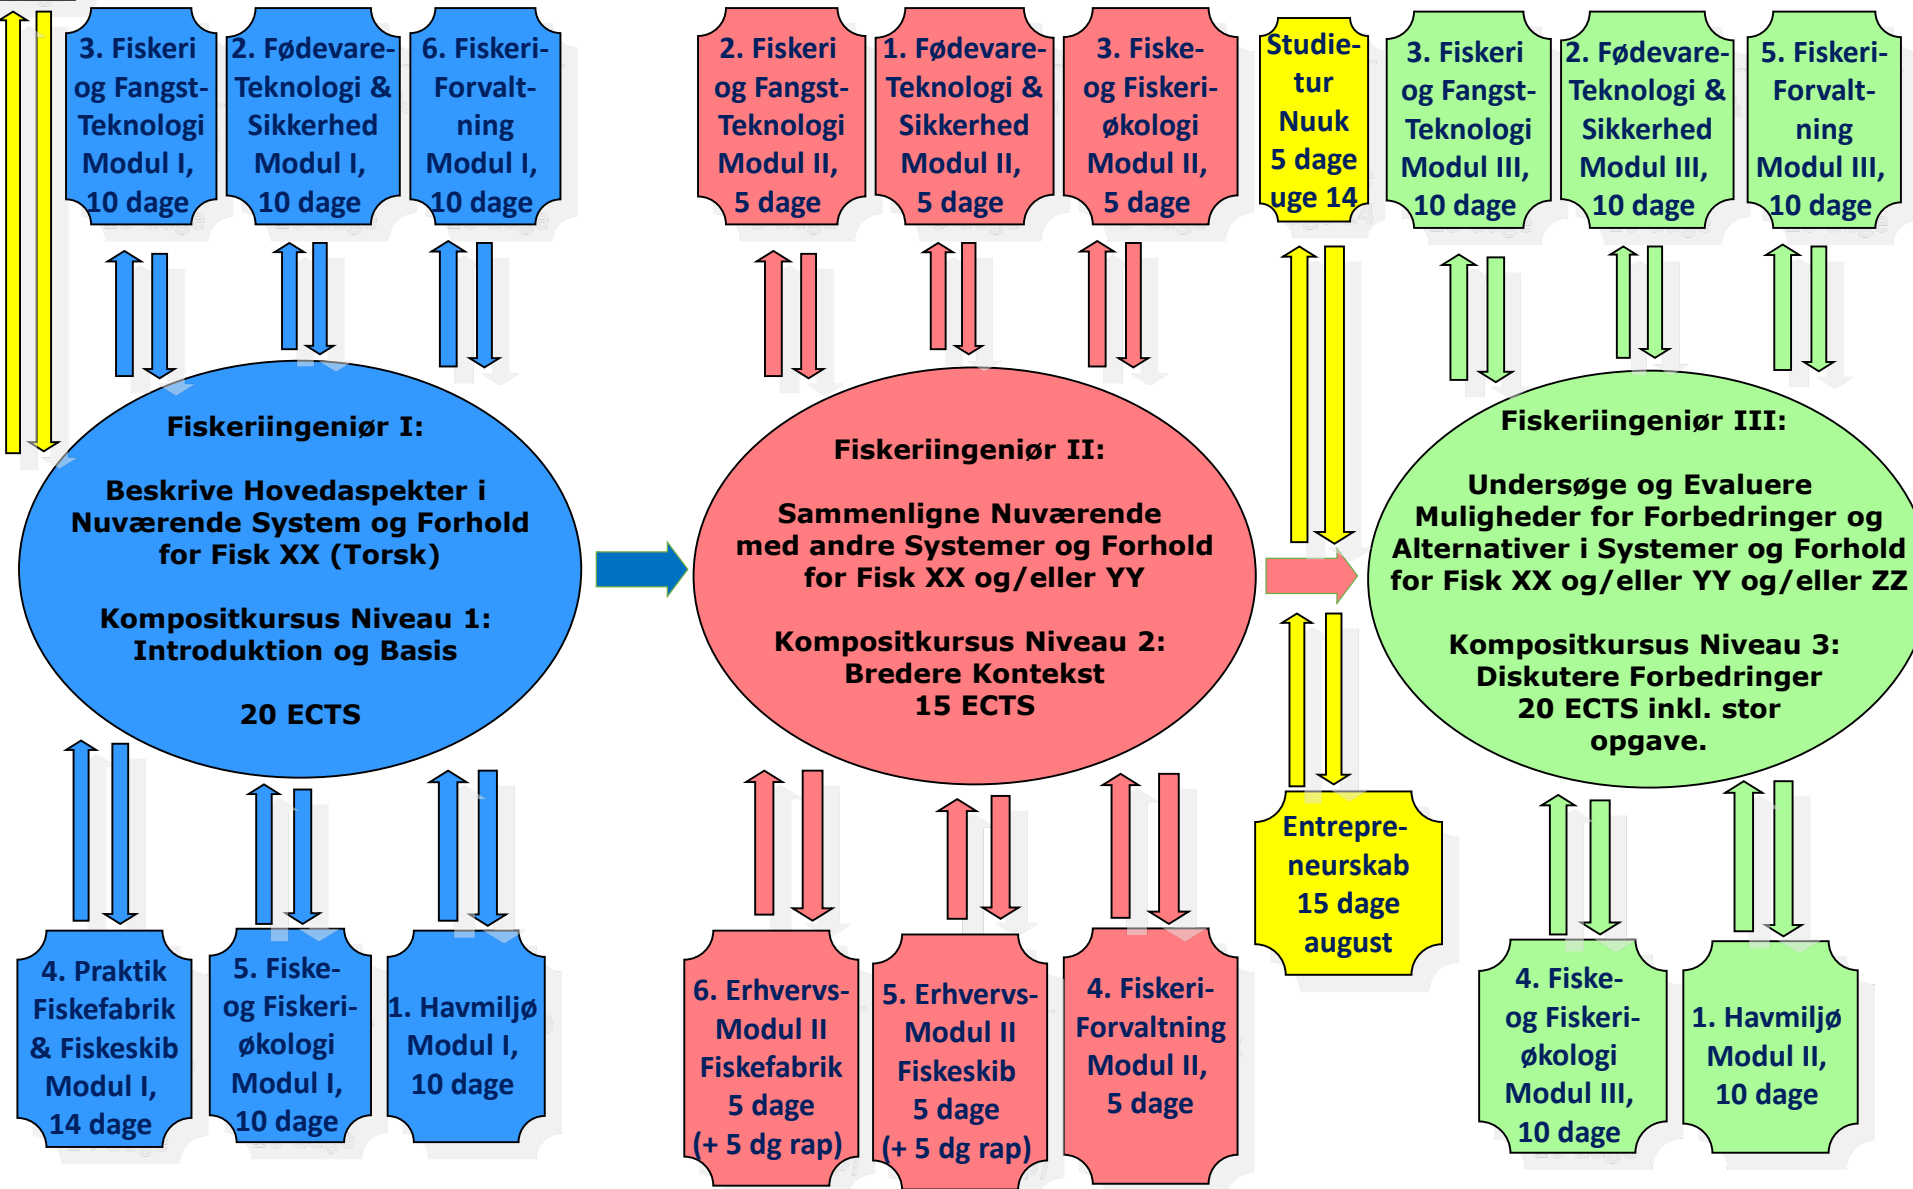 3. Fiskeri
og Fangst-
Teknologi
Modul I,
10 dage
2. Fødevare-
Teknologi &
Sikkerhed
Modul I,
10 dage
6. Fiskeri-
Forvalt-
ning
Modul I,
10 dage
2. Fiskeri
og Fangst-
Teknologi
Modul II,
5 dage
1. Fødevare-
Teknologi &
Sikkerhed
Modul II,
5 dage
3. Fiske-
og Fiskeri-
økologi
Modul II,
5 dage
Studie-
tur
Nuuk
5 dage
uge 14
3. Fiskeri
og Fangst-
Teknologi
Modul III,
10 dage
2. Fødevare-
Teknologi &
Sikkerhed
Modul III,
10 dage
5. Fiskeri-
Forvalt-
ning
Modul III,
10 dage
Fiskeriingeniør I:
Beskrive Hovedaspekter i
Nuværende System og Forhold
for Fisk XX (Torsk)
Kompositkursus Niveau 1:
Introduktion og Basis
20 ECTS
Fiskeriingeniør II:
Sammenligne Nuværende
med andre Systemer og Forhold
for Fisk XX og/eller YY
Kompositkursus Niveau 2:
Bredere Kontekst
15 ECTS
Fiskeriingeniør III:
Undersøge og Evaluere
Muligheder for Forbedringer og
Alternativer i Systemer og Forhold
for Fisk XX og/eller YY og/eller ZZ
Kompositkursus Niveau 3:
Diskutere Forbedringer
20 ECTS inkl. stor
opgave.
4. Praktik
Fiskefabrik
& Fiskeskib
Modul I,
14 dage
5. Fiske-
og Fiskeri-
økologi
Modul I,
10 dage
1. Havmiljø
Modul I,
10 dage
6. Erhvervs-
Modul II
Fiskefabrik
5 dage
(+ 5 dg rap)
5. Erhvervs-
Modul II
Fiskeskib
5 dage
(+ 5 dg rap)
4. Fiskeri-
Forvaltning
Modul II,
5 dage
Entrepre-
neurskab
15 dage
august
4. Fiske-
og Fiskeri-
økologi
Modul III,
10 dage
1. Havmiljø
Modul II,
10 dage